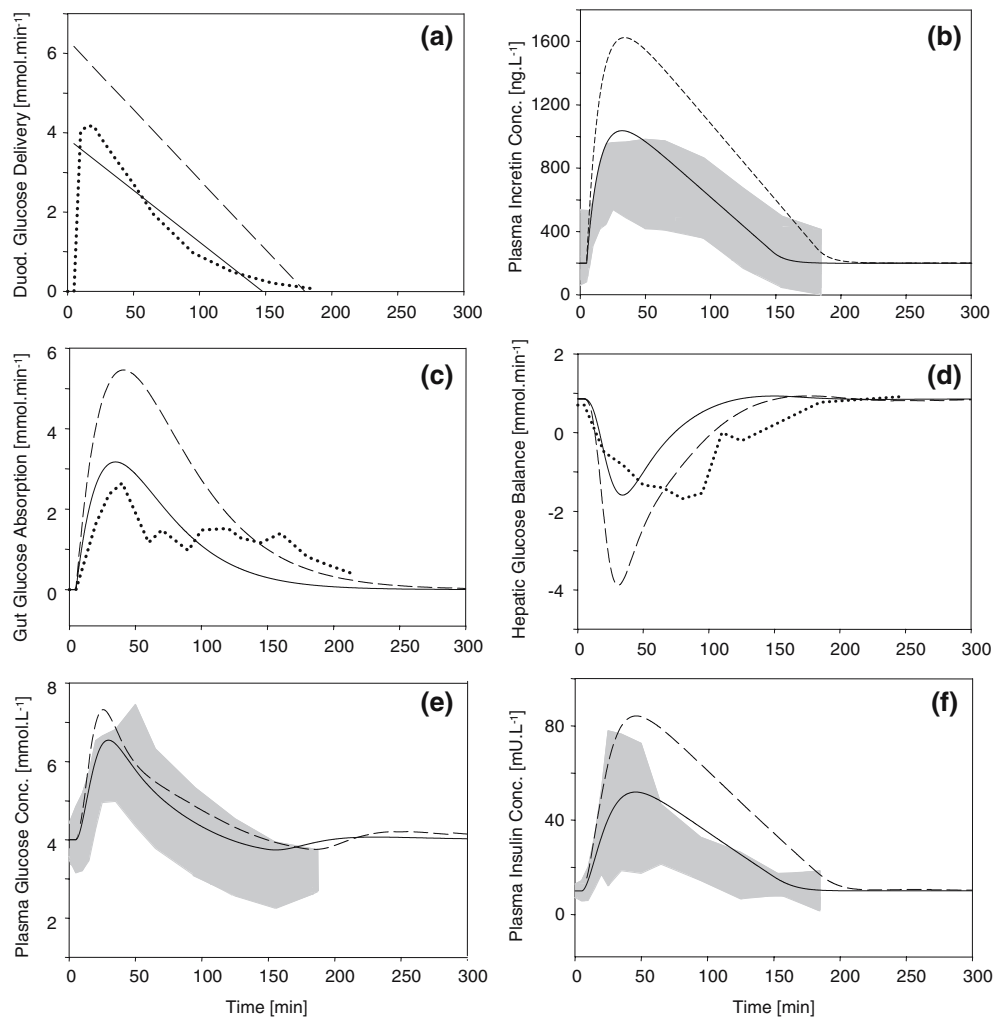 (a)
Duod. Glucose Delivery [mmol.min-1]
6
4
2
0
0 50 100 150 200 250 300
(b)
Plasma Incretin Conc. [ng.L-1]
1600
1200
800
400
0
0 50 100 150 200 250 300
(c)
Gut Glucose Absorption [mmol.min-1]
6
4
2
0
0 50 100 150 200 250 300
(d)
Hepatic Glucose Balance [mmol.min-1]
2
0
-2
-4
0 50 100 150 200 250 300
(e)
Plasma Glucose Conc. [mmol.L-1]
8
6
4
2
0 50 100 150 200 250 300
Time [min]
(f)
Plasma Insulin Conc. [mU.L-1]
80
40
0
0 50 100 150 200 250 300
Time [min]